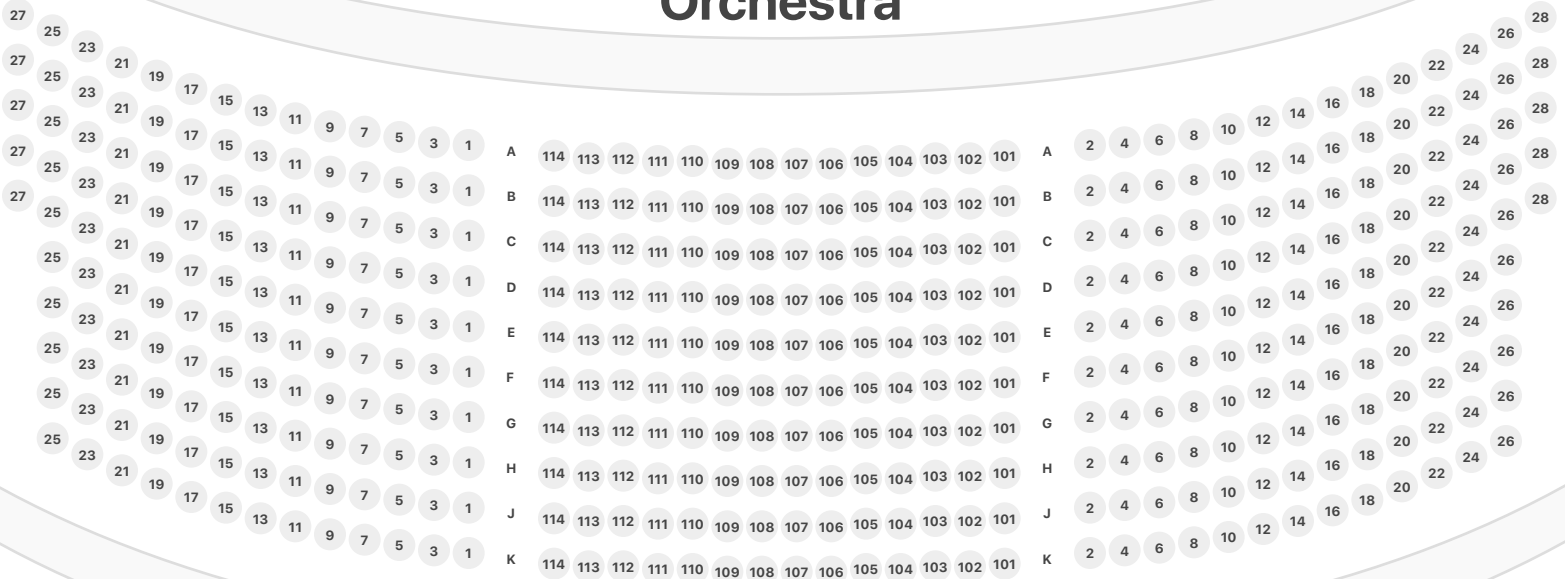 Orchestra
27 25 23 21 19 17 15 13 11 9 7 5 3 1 A 114 113 112 111 110 109 108 107 106 105 104 103 102 101 A 2 4 6 8 10 12 14 16 18 20 22 24 26 28
27 25 23 21 19 17 15 13 11 9 7 5 3 1 B 114 113 112 111 110 109 108 107 106 105 104 103 102 101 B 2 4 6 8 10 12 14 16 18 20 22 24 26 28
27 25 23 21 19 17 15 13 11 9 7 5 3 1 C 114 113 112 111 110 109 108 107 106 105 104 103 102 101 C 2 4 6 8 10 12 14 16 18 20 22 24 26 28
27 25 23 21 19 17 15 13 11 9 7 5 3 1 D 114 113 112 111 110 109 108 107 106 105 104 103 102 101 D 2 4 6 8 10 12 14 16 18 20 22 24 26 28
27 25 23 21 19 17 15 13 11 9 7 5 3 1 E 114 113 112 111 110 109 108 107 106 105 104 103 102 101 E 2 4 6 8 10 12 14 16 18 20 22 24 26 28
25 23 21 19 17 15 13 11 9 7 5 3 1 F 114 113 112 111 110 109 108 107 106 105 104 103 102 101 F 2 4 6 8 10 12 14 16 18 20 22 24 26
25 23 21 19 17 15 13 11 9 7 5 3 1 G 114 113 112 111 110 109 108 107 106 105 104 103 102 101 G 2 4 6 8 10 12 14 16 18 20 22 24
25 23 21 19 17 15 13 11 9 7 5 3 1 H 114 113 112 111 110 109 108 107 106 105 104 103 102 101 H 2 4 6 8 10 12 14 16 18 20 22 24 26
25 23 21 19 17 15 13 11 9 7 5 3 1 J 114 113 112 111 110 109 108 107 106 105 104 103 102 101 J 2 4 6 8 10 12 14 16 18 20 22 24 26
25 23 21 19 17 15 13 11 9 7 5 3 1 K 114 113 112 111 110 109 108 107 106 105 104 103 102 101 K 2 4 6 8 10 12 14 16 18 20 22 24 26